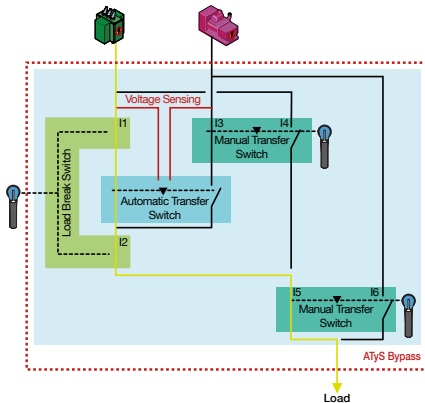 Voltage Sensing
I1
I3
I4
Manual Transfer
Switch
Load Break Switch
Automatic Transfer
Switch
I2
I5
I6
Manual Transfer
Switch
ATyS Bypass
Load